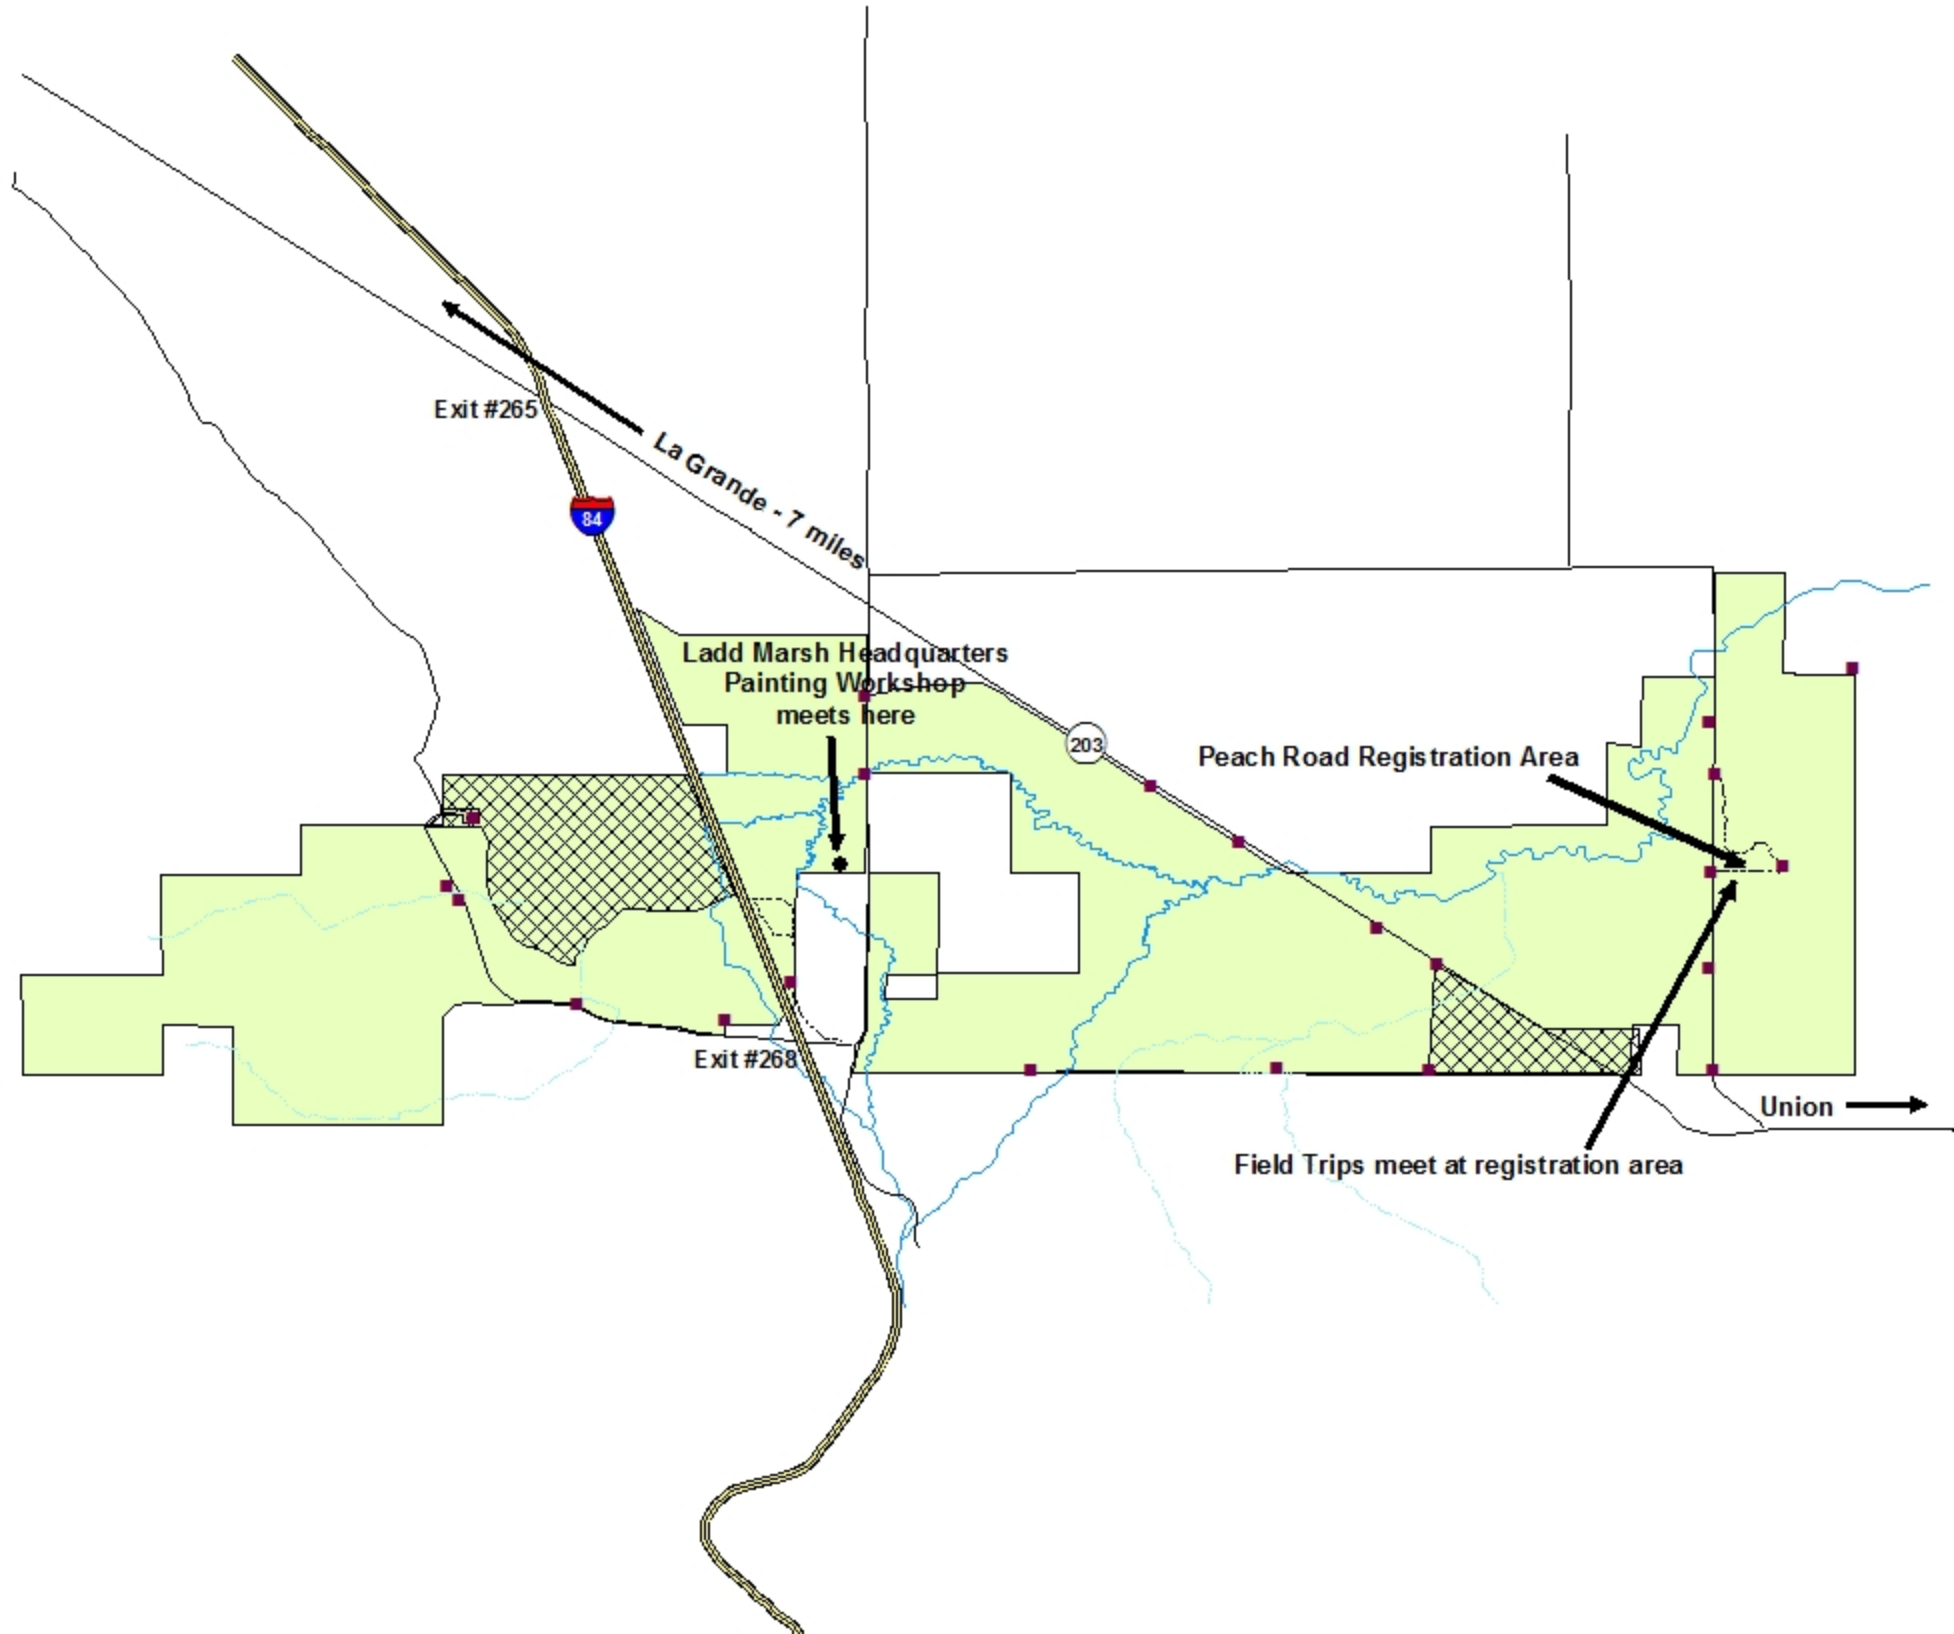 Exit #265
La Grande - 7 miles
84
Ladd Marsh Headquarters
Painting Workshop
meets here
203
Peach Road Registration Area
Exit #268
Union
Field Trips meet at registration area